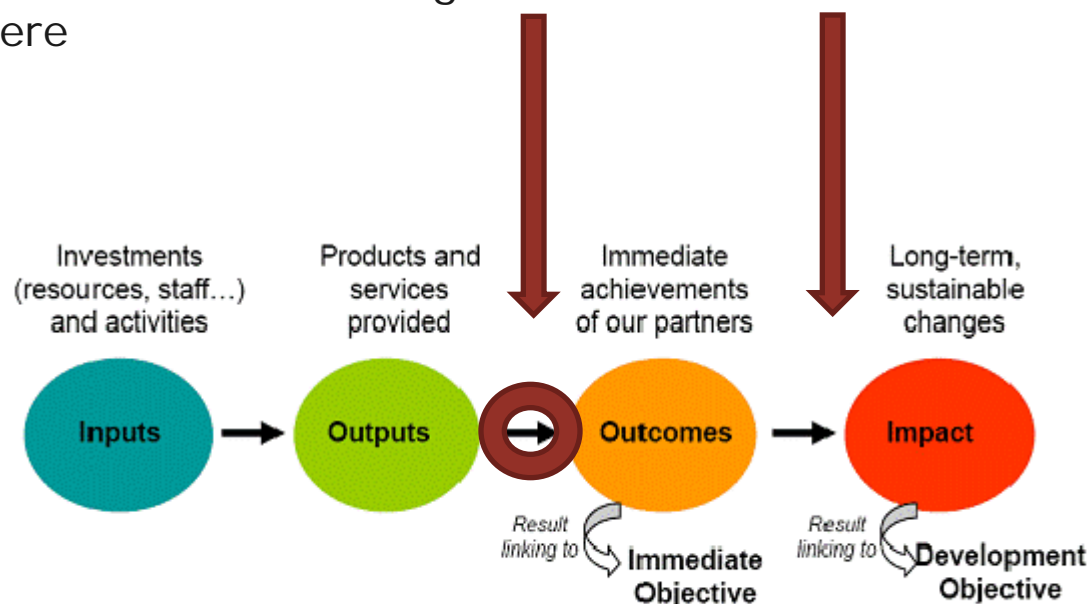 ere
Investments
(resources, staff...)
and activities
Products and
services
provided
Immediate
achievements
of our partners
Long-term,
sustainable
changes
Inputs
Outputs
Outcomes
Impact
Result
linking to
Immediate
Objective
Result
linking to
Development
Objective